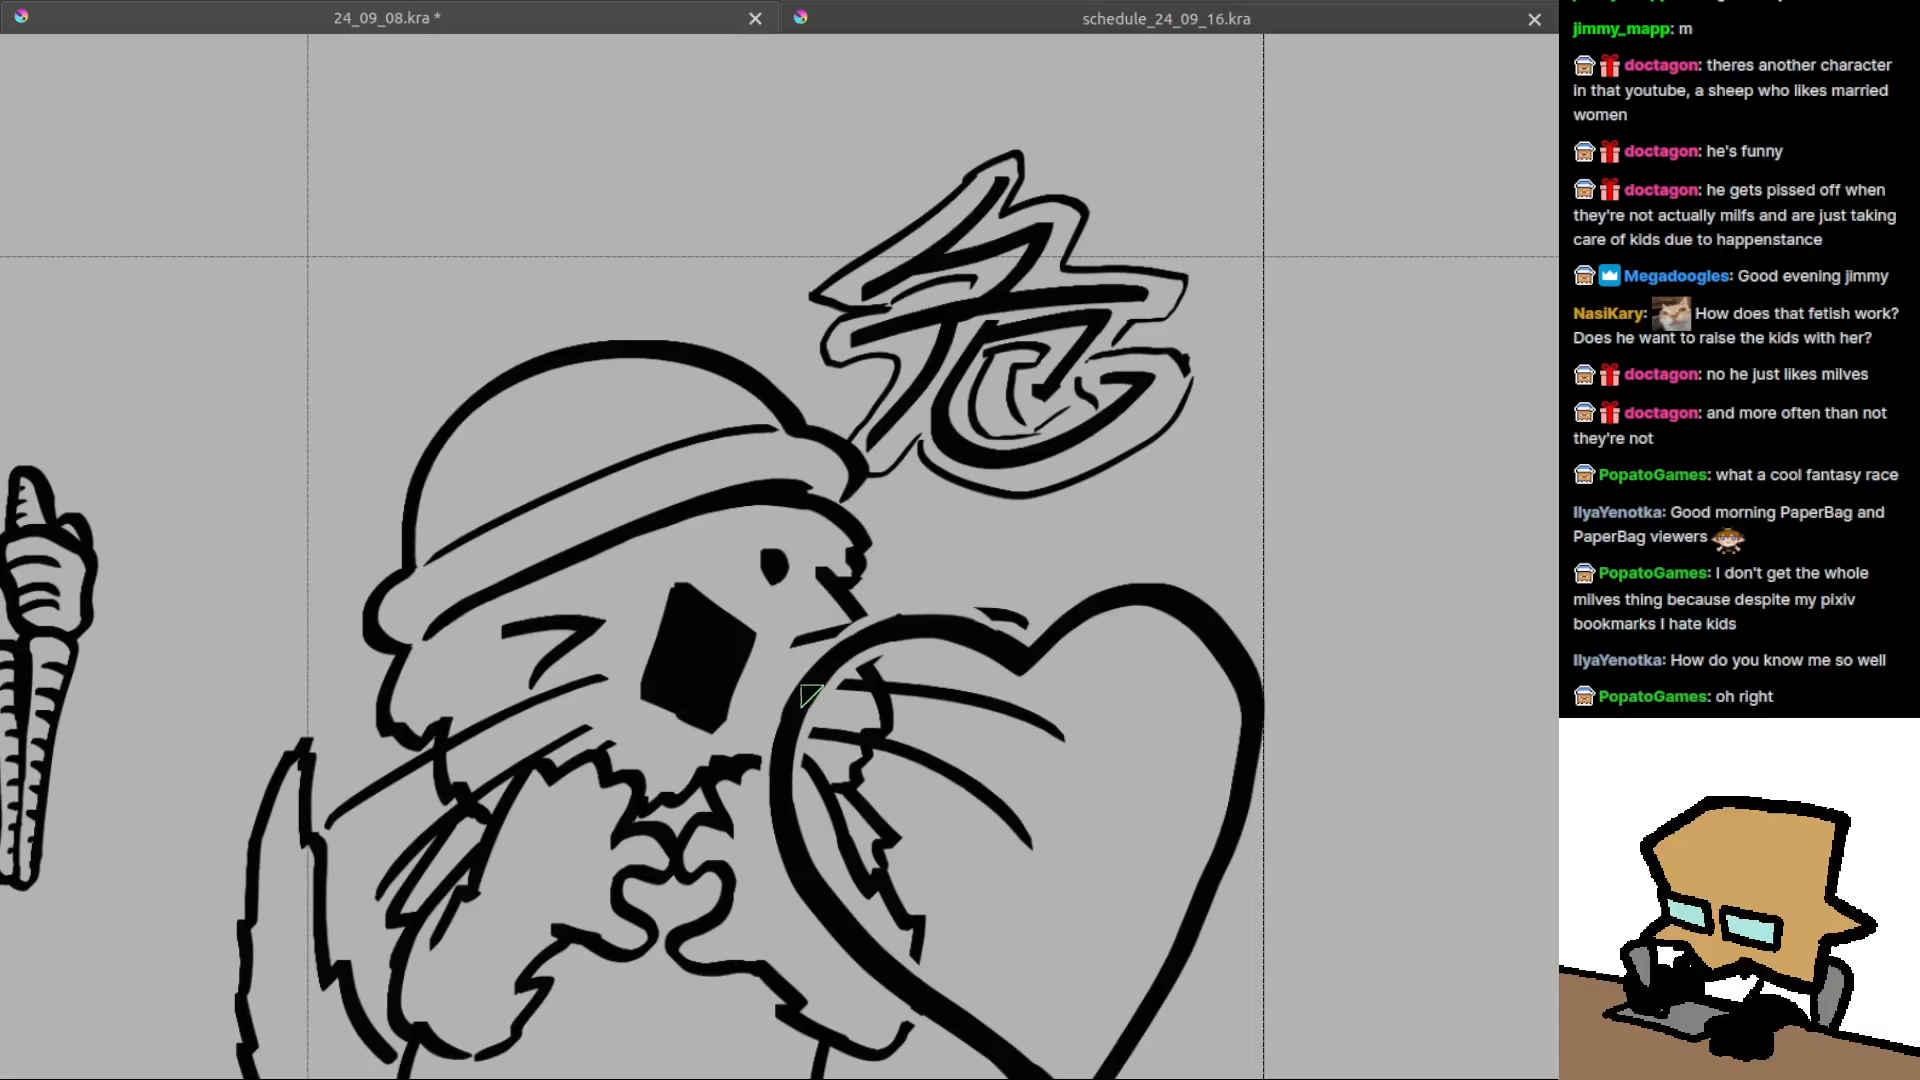 24_09_08.kra *
schedule_24_09_16.kra
jimmy_mapp: m
doctagon: theres another character
in that youtube, a sheep who likes married
women
doctagon: he's funny
doctagon: he gets pissed off when
they're not actually milfs and are just taking
care of kids due to happenstance
Megadoogles: Good evening jimmy
NasiKary: How does that fetish work?
Does he want to raise the kids with her?
doctagon: no he just likes milves
doctagon: and more often than not
they're not
PopatoGames: what a cool fantasy race
IlyaYenotka: Good morning PaperBag and
PaperBag viewers
PopatoGames: I don't get the whole
milves thing because despite my pixiv
bookmarks I hate kids
IlyaYenotka: How do you know me so well
PopatoGames: oh right